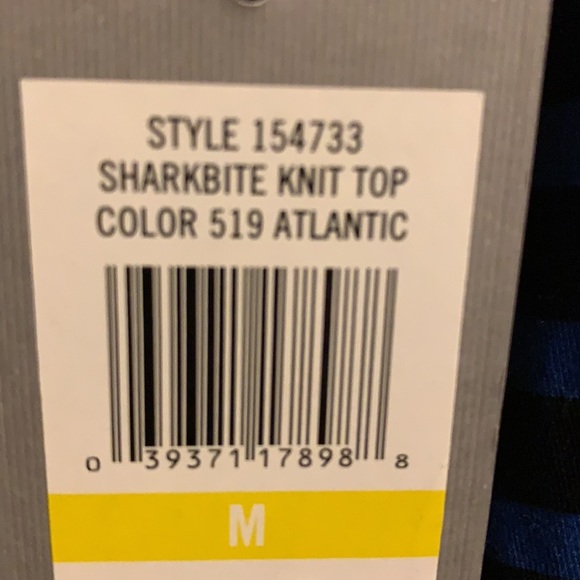 STYLE 154733
SHARKBITE KNIT TOP
COLOR 519 ATLANTIC
0 39371 17898 8
M